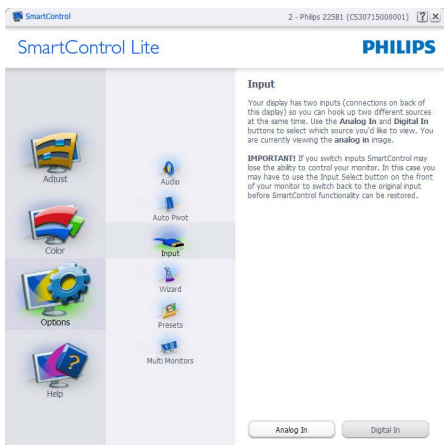 SmartControl
2 - Philips 225B1 (CS30715000001)
SmartControl Lite
PHILIPS
Adjust
Color
Options
Help
Audio
Auto Pivot
Input
Wizard
Presets
Multi Monitors
Input
Your display has two inputs (connections on back of
this display) so you can hook up two different sources
at the same time. Use the Analog In and Digital In
buttons to select which source you'd like to view. You
are currently viewing the analog in image.
IMPORTANT! If you switch inputs SmartControl may
lose the ability to control your monitor. In this case you
may have to use the Input Select button on the front
of your monitor to switch back to the original input
before SmartControl functionality can be restored.
Analog In
Digital In